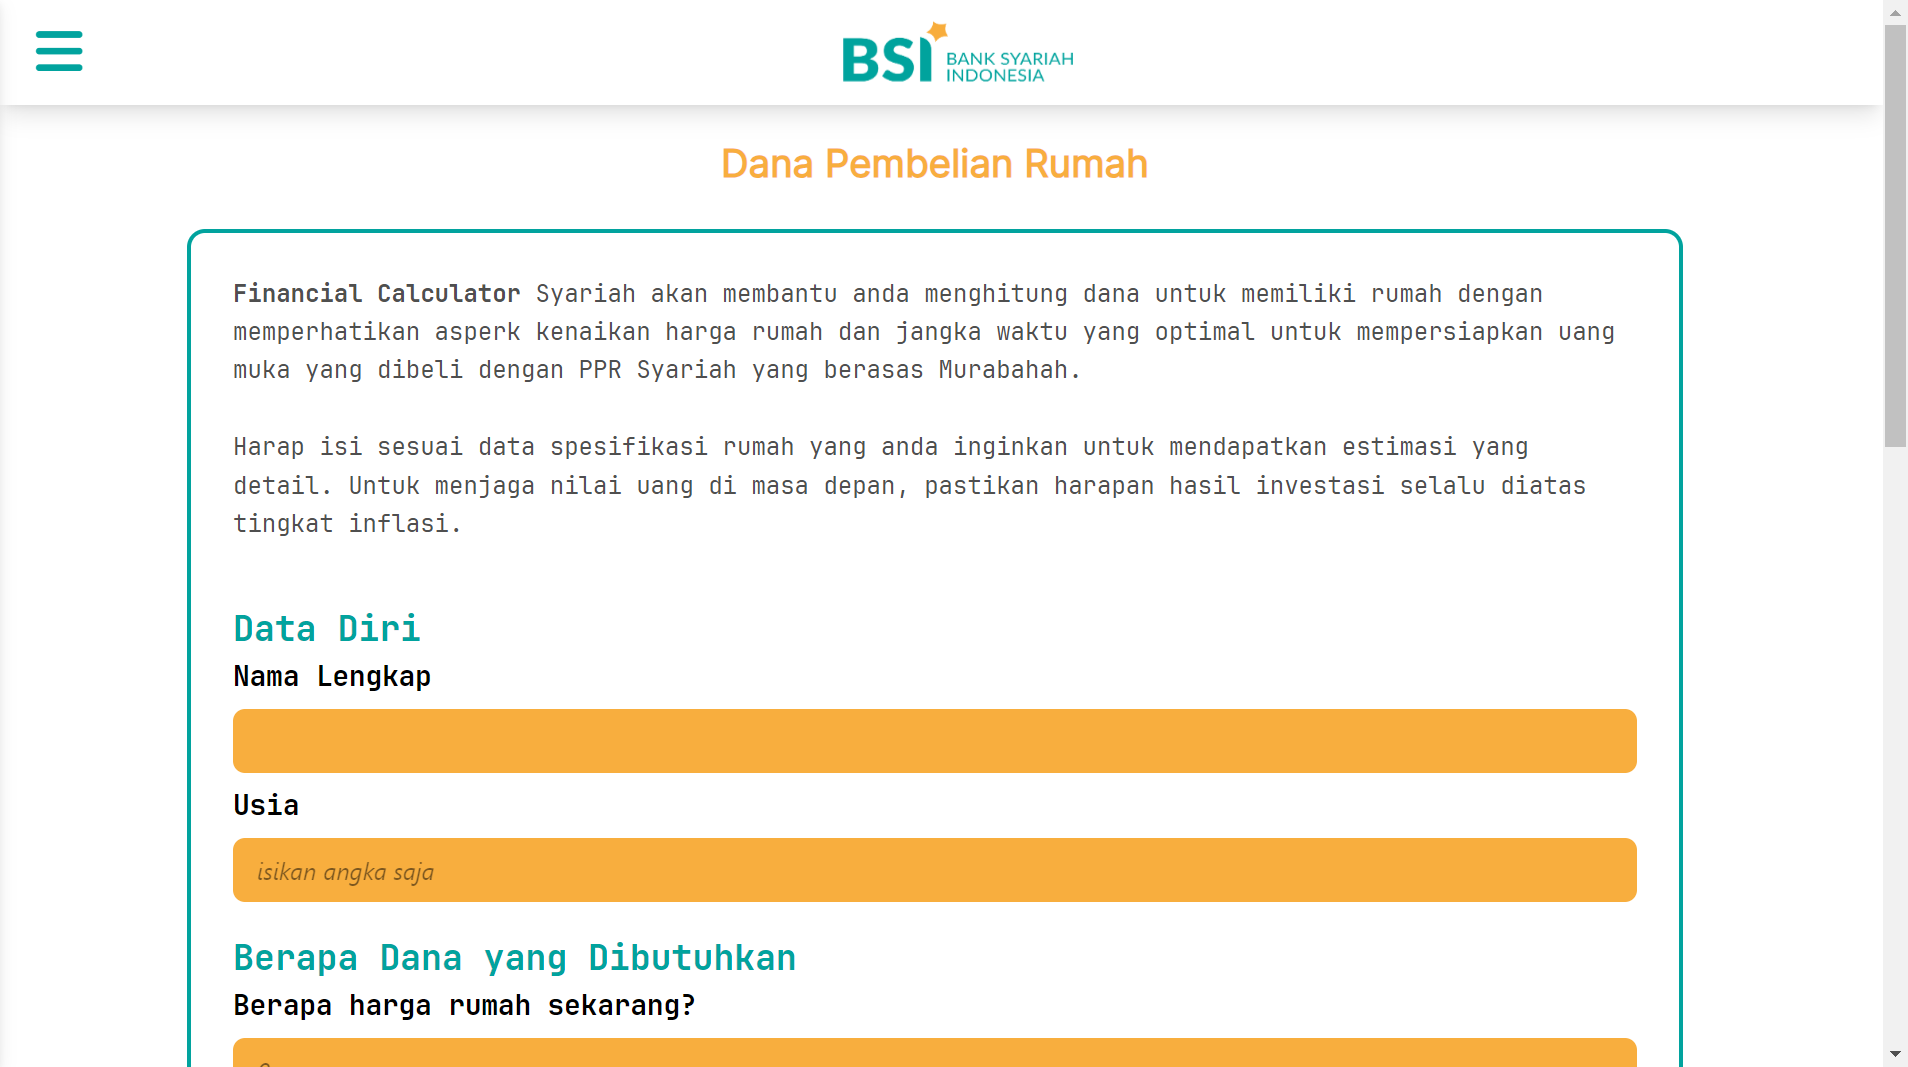 BSI BANK SYARIAH
INDONESIA
Dana Pembelian Rumah
Financial Calculator Syariah akan membantu anda menghitung dana untuk memiliki rumah dengan
memperhatikan asperk kenaikan harga rumah dan jangka waktu yang optimal untuk mempersiapkan uang
muka yang dibeli dengan PPR Syariah yang berasas Murabahah.
Harap isi sesuai data spesifikasi rumah yang anda inginkan untuk mendapatkan estimasi yang
detail. Untuk menjaga nilai uang di masa depan, pastikan harapan hasil investasi selalu diatas
tingkat inflasi.
Data Diri
Nama Lengkap
Usia
isikan angka saja
Berapa Dana yang Dibutuhkan
Berapa harga rumah sekarang?